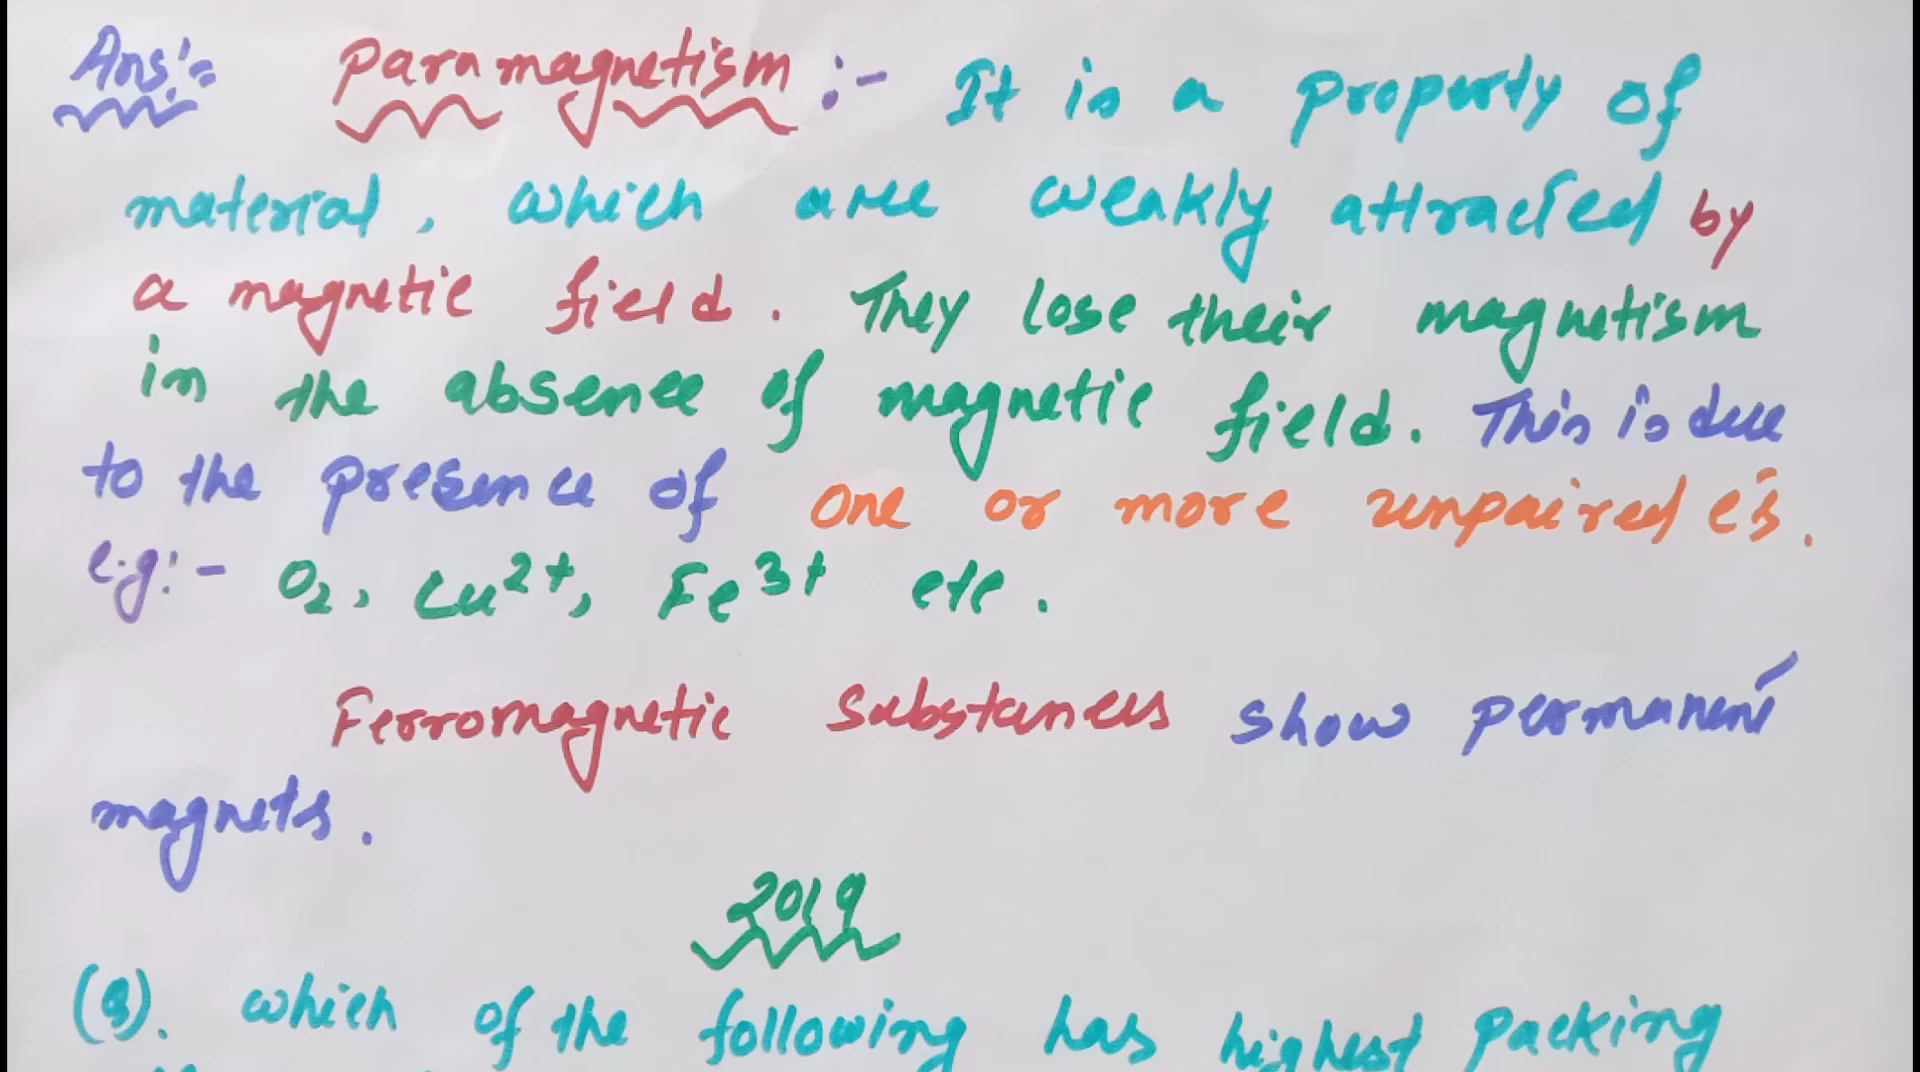 Ans:- Paramagnetism :- It is a property of
material, which are weakly attracted by
a magnetic field. They lose their magnetism
in the absence of magnetic field. This is due
to the presence of one or more unpaired e's.
e.g:- O₂, Cu²⁺, Fe³⁺ etc.
Ferromagnetic substances show permanent
magnets.
2019
(Q). which of the following has highest packing